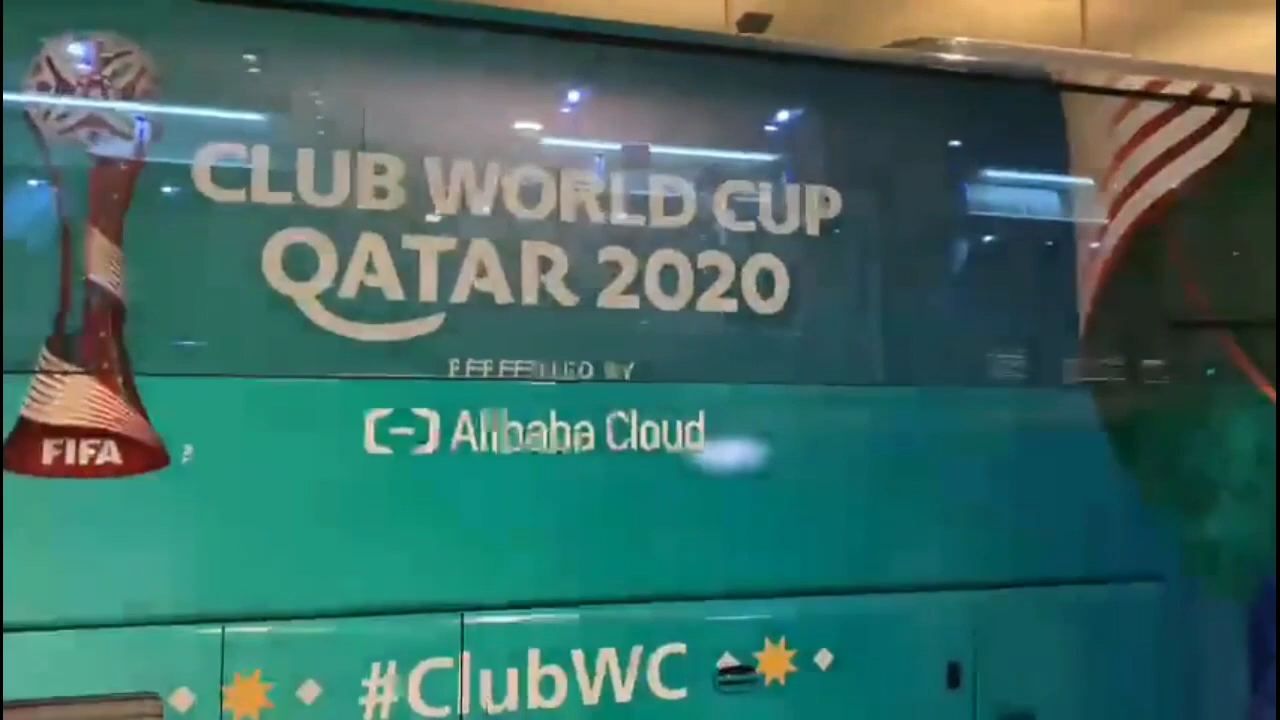 CLUB WORLD CUP
QATAR 2020
Alibaba Cloud
FIFA
#ClubWC